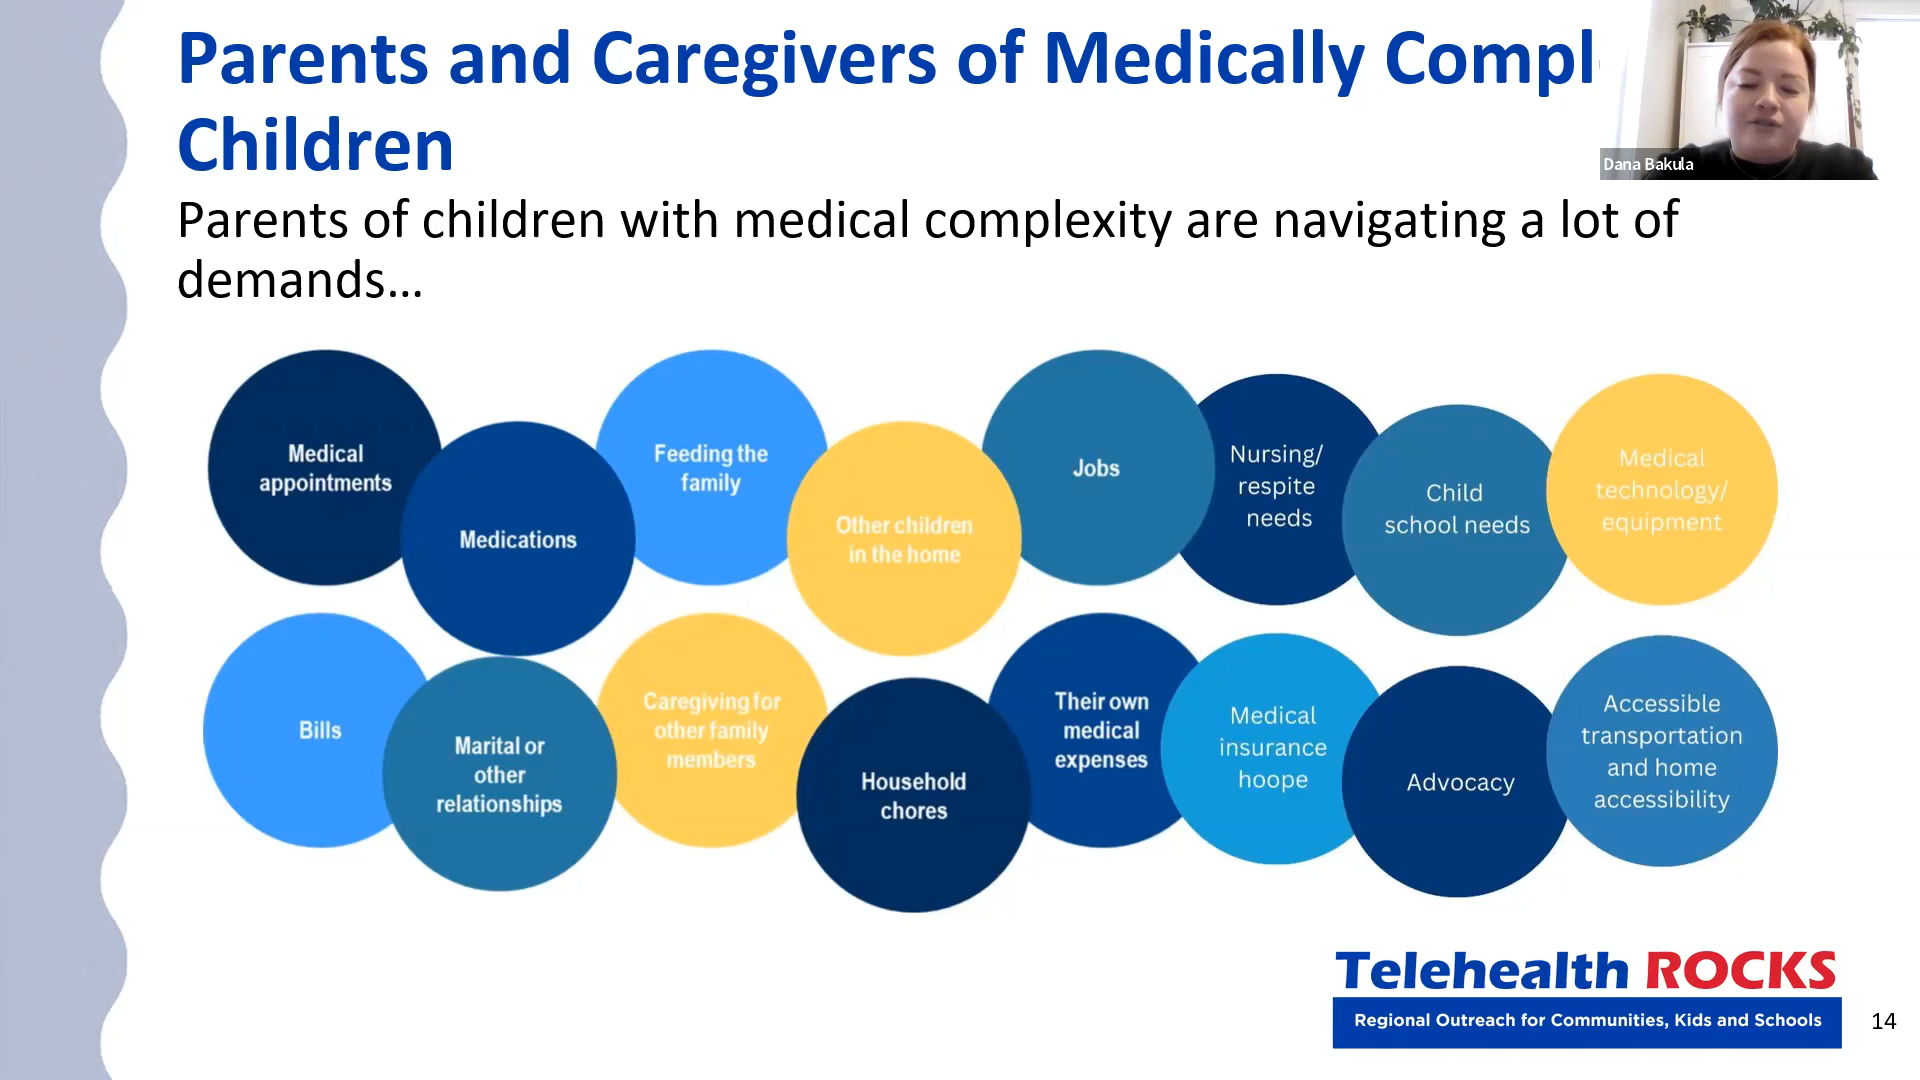 Parents and Caregivers of Medically Compl
Children
Dana Bakula
Parents of children with medical complexity are navigating a lot of
demands...
Medical
appointments
Medications
Feeding the
family
Other children
in the home
Jobs
Nursing/
respite
needs
Child
school needs
Medical
technology/
equipment
Bills
Marital or
other
relationships
Caregiving for
other family
members
Household
chores
Their own
medical
expenses
Medical
insurance
hoope
Advocacy
Accessible
transportation
and home
accessibility
Telehealth ROCKS
Regional Outreach for Communities, Kids and Schools
14